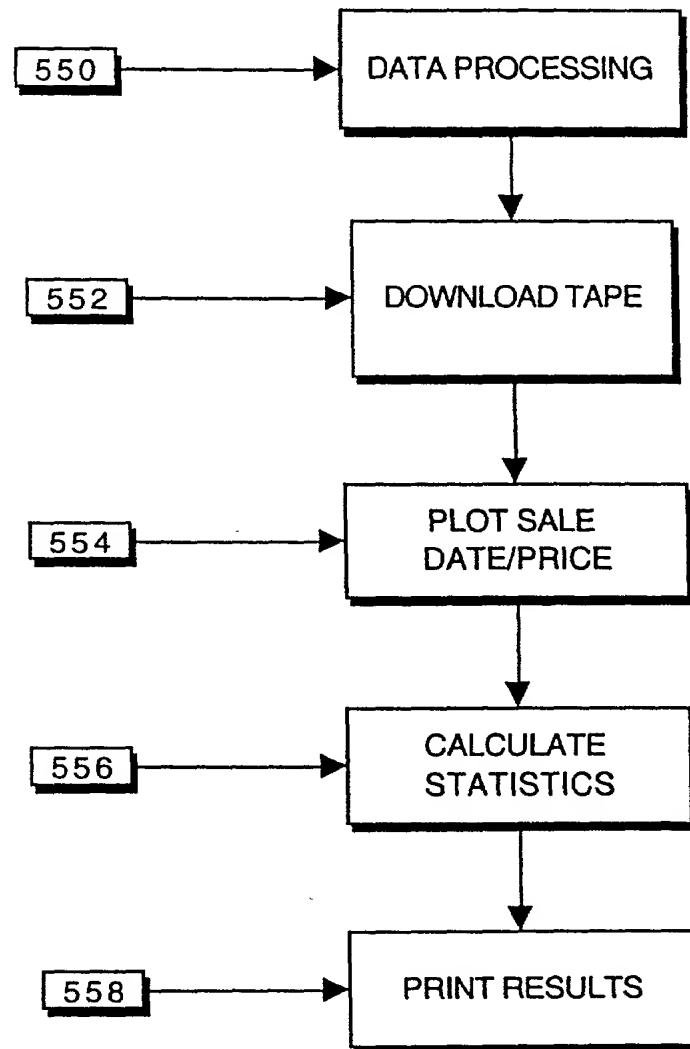 550
DATA PROCESSING
552
DOWNLOAD TAPE
554
PLOT SALE
DATE/PRICE
556
CALCULATE
STATISTICS
558
PRINT RESULTS